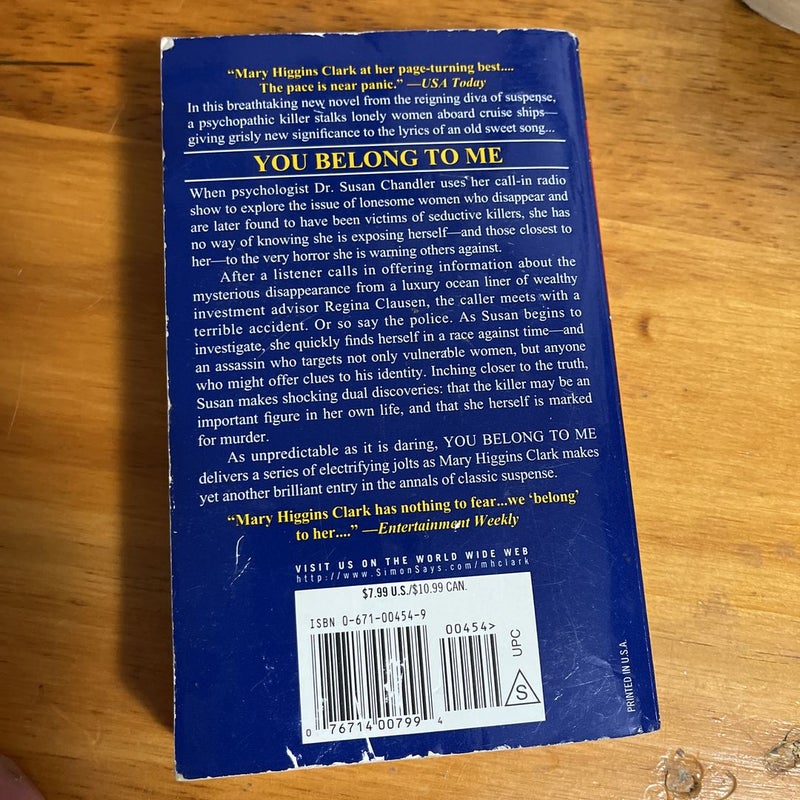 “Mary Higgins Clark at her page-turning best....
The pace is near panic.” —USA Today
In this breathtaking new novel from the reigning diva of suspense,
a psychopathic killer stalks lonely women aboard cruise ships—
giving grisly new significance to the lyrics of an old sweet song...
YOU BELONG TO ME
When psychologist Dr. Susan Chandler uses her call-in radio
show to explore the issue of lonesome women who disappear and
are later found to have been victims of seductive killers, she has
no way of knowing she is exposing herself—and those closest to
her—to the very horror she is warning others against.
After a listener calls in offering information about the
mysterious disappearance from a luxury ocean liner of wealthy
investment advisor Regina Clausen, the caller meets with a
terrible accident. Or so say the police. As Susan begins to
investigate, she quickly finds herself in a race against time—and
an assassin who targets not only vulnerable women, but anyone
who might offer clues to his identity. Inching closer to the truth,
Susan makes shocking dual discoveries: that the killer may be an
important figure in her own life, and that she herself is marked
for murder.
As unpredictable as it is daring, YOU BELONG TO ME
delivers a series of electrifying jolts as Mary Higgins Clark makes
yet another brilliant entry in the annals of classic suspense.
“Mary Higgins Clark has nothing to fear...we ‘belong’
to her....” —Entertainment Weekly
VISIT US ON THE WORLD WIDE WEB
http://www.SimonSays.com/mhclark
$7.99 U.S./$10.99 CAN.
ISBN 0-671-00454-9
00454>
UPC
S
0 76714 00799 4
PRINTED IN U.S.A.